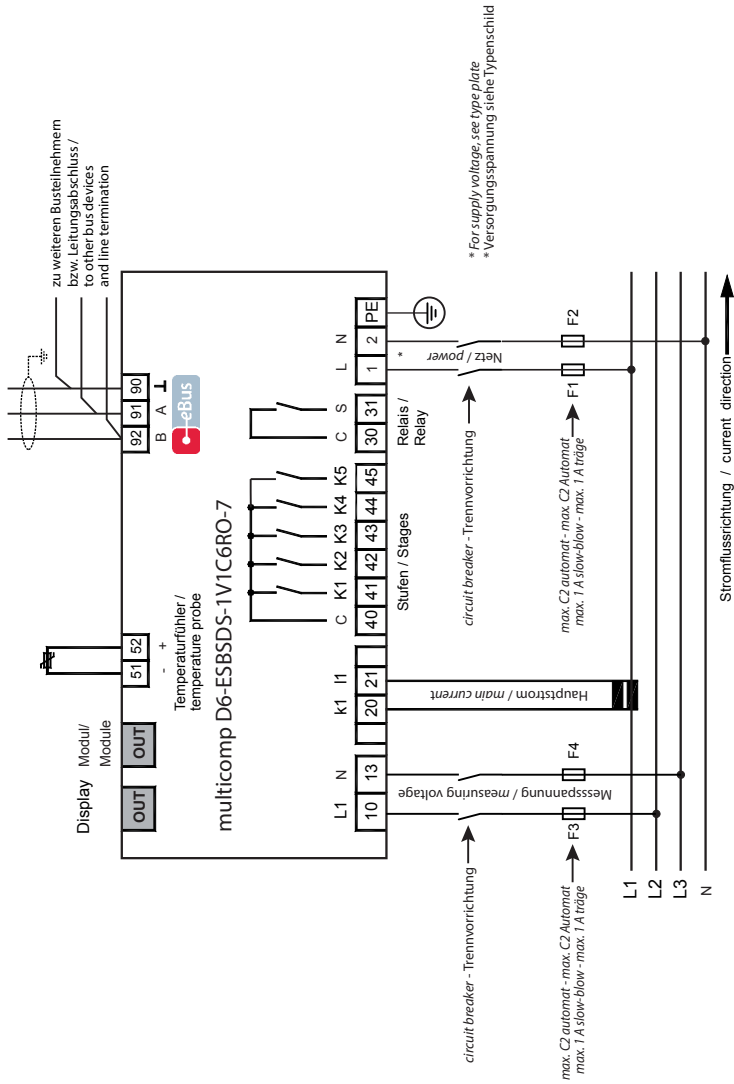 zu weiteren Busteilnehmern
bzw. Leitungsabschluss /
to other bus devices
and line termination
Display
Modul/
Module
OUT
OUT
51 52
- +
Temperaturfühler /
temperature probe
92 91 90
B A ⊥
eBus
multicomp D6-ESBSDS-1V1C6RO-7
L1 N
10 13
k1 l1
20 21
C K1 K2 K3 K4 K5
40 41 42 43 44 45
Stufen / Stages
C S
30 31
Relais /
Relay
L N
1 2 PE
*
Netz / power
* For supply voltage, see type plate
* Versorgungsspannung siehe Typenschild
circuit breaker - Trennvorrichtung
Messspannung / measuring voltage
Hauptstrom / main current
circuit breaker - Trennvorrichtung
max. C2 automat - max. C2 Automat
max. 1 A slow-blow - max. 1 A träge
F3 F4
max. C2 automat - max. C2 Automat
max. 1 A slow-blow - max. 1 A träge
F1 F2
L1
L2
L3
N
Stromflussrichtung / current direction